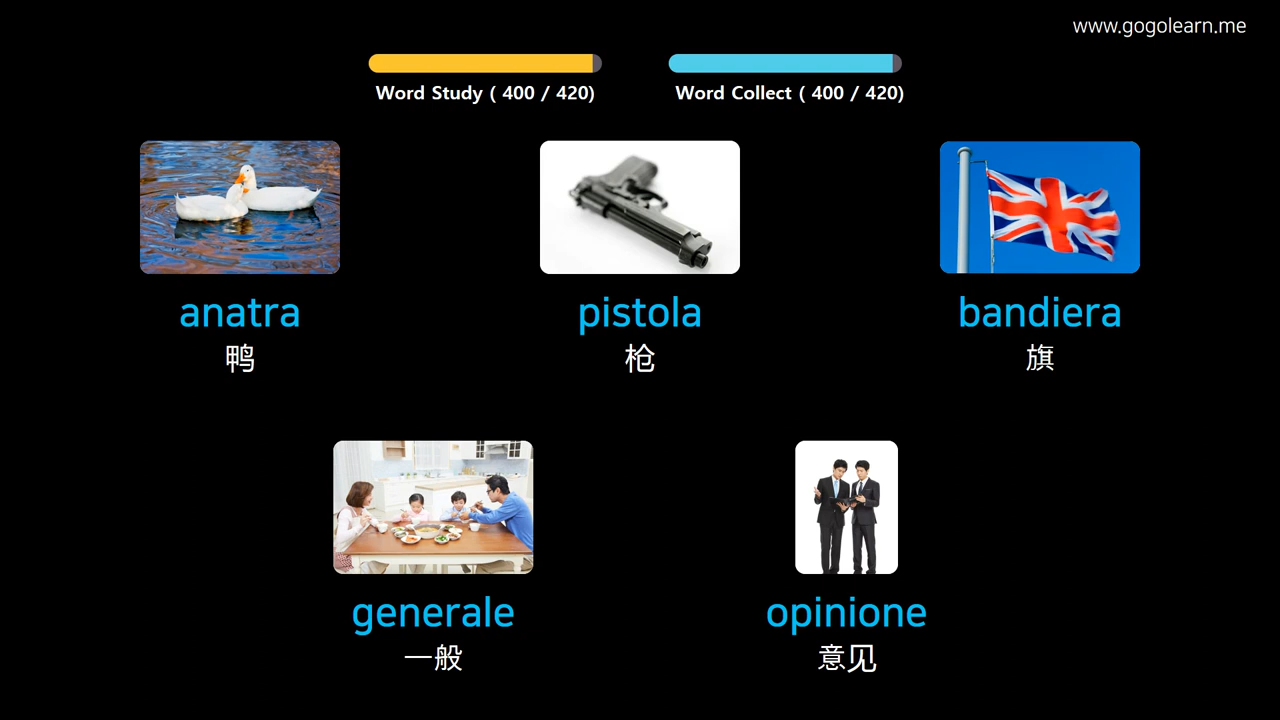 www.gogolearn.me
Word Study ( 400 / 420)
Word Collect ( 400 / 420)
anatra
鸭
pistola
枪
bandiera
旗
generale
一般
opinione
意见